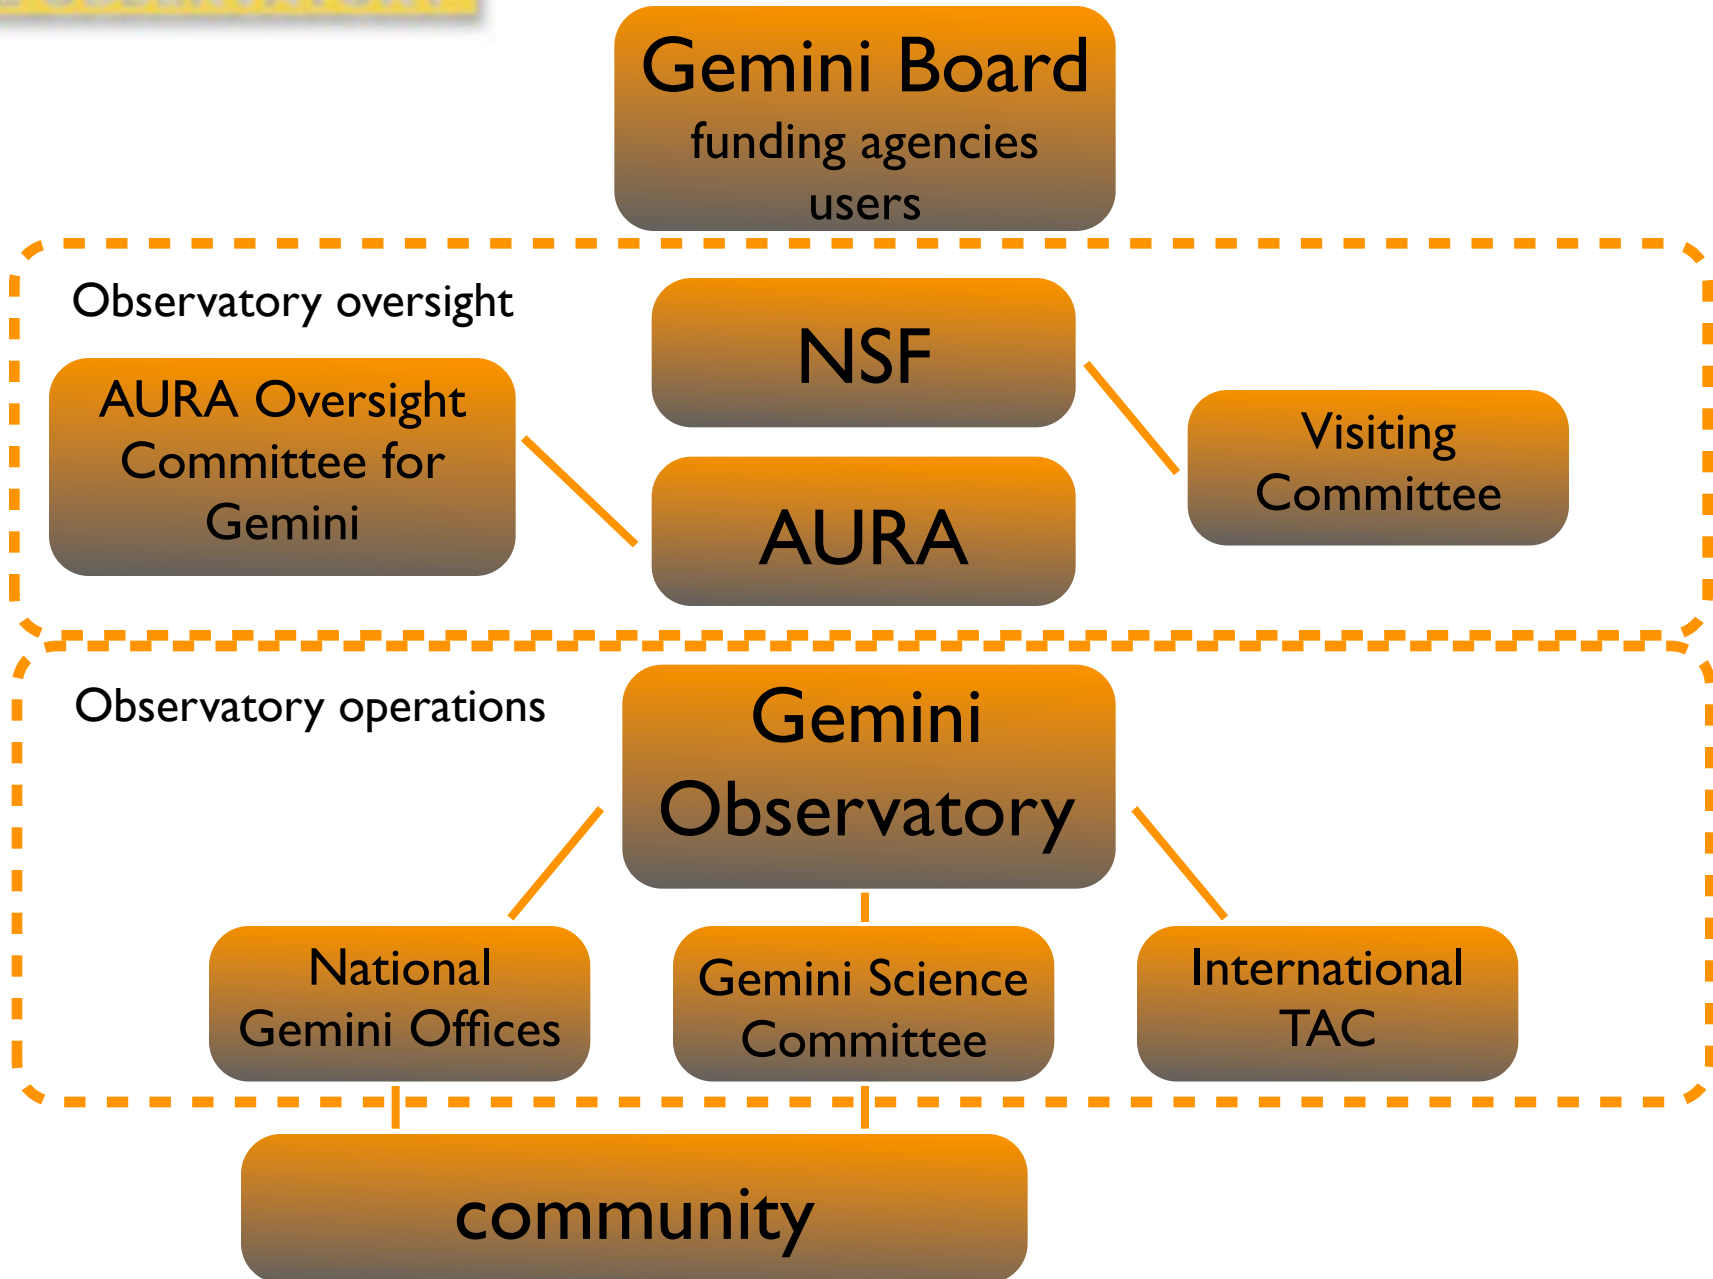 OBSERVATORY
Gemini Board
funding agencies
users
Observatory oversight
NSF
AURA Oversight
Committee for
Gemini
Visiting
Committee
AURA
Observatory operations
Gemini
Observatory
National
Gemini Offices
Gemini Science
Committee
International
TAC
community